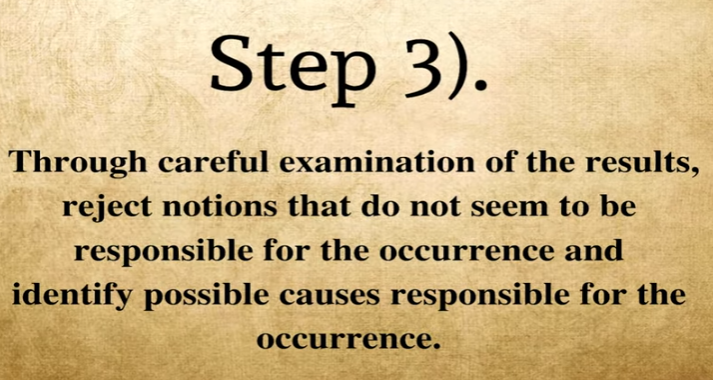 Step 3).
Through careful examination of the results,
reject notions that do not seem to be
responsible for the occurrence and
identify possible causes responsible for the
occurrence.